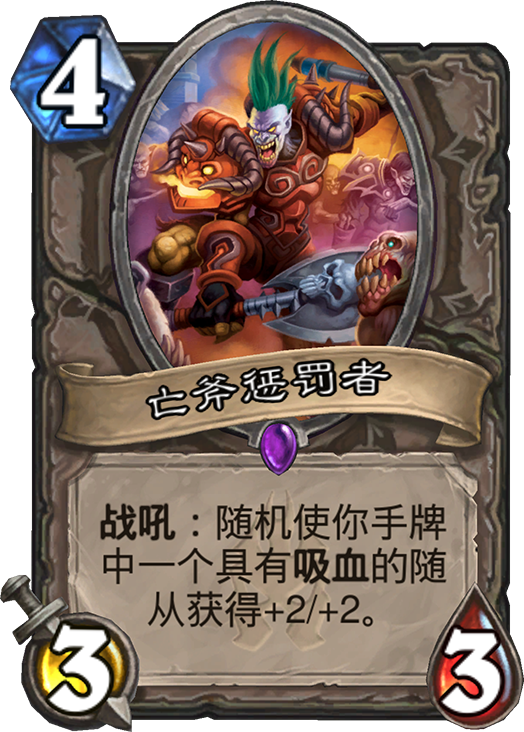 4
亡斧惩罚者
战吼：随机使你手牌
中一个具有吸血的随
从获得+2/+2。
3
3